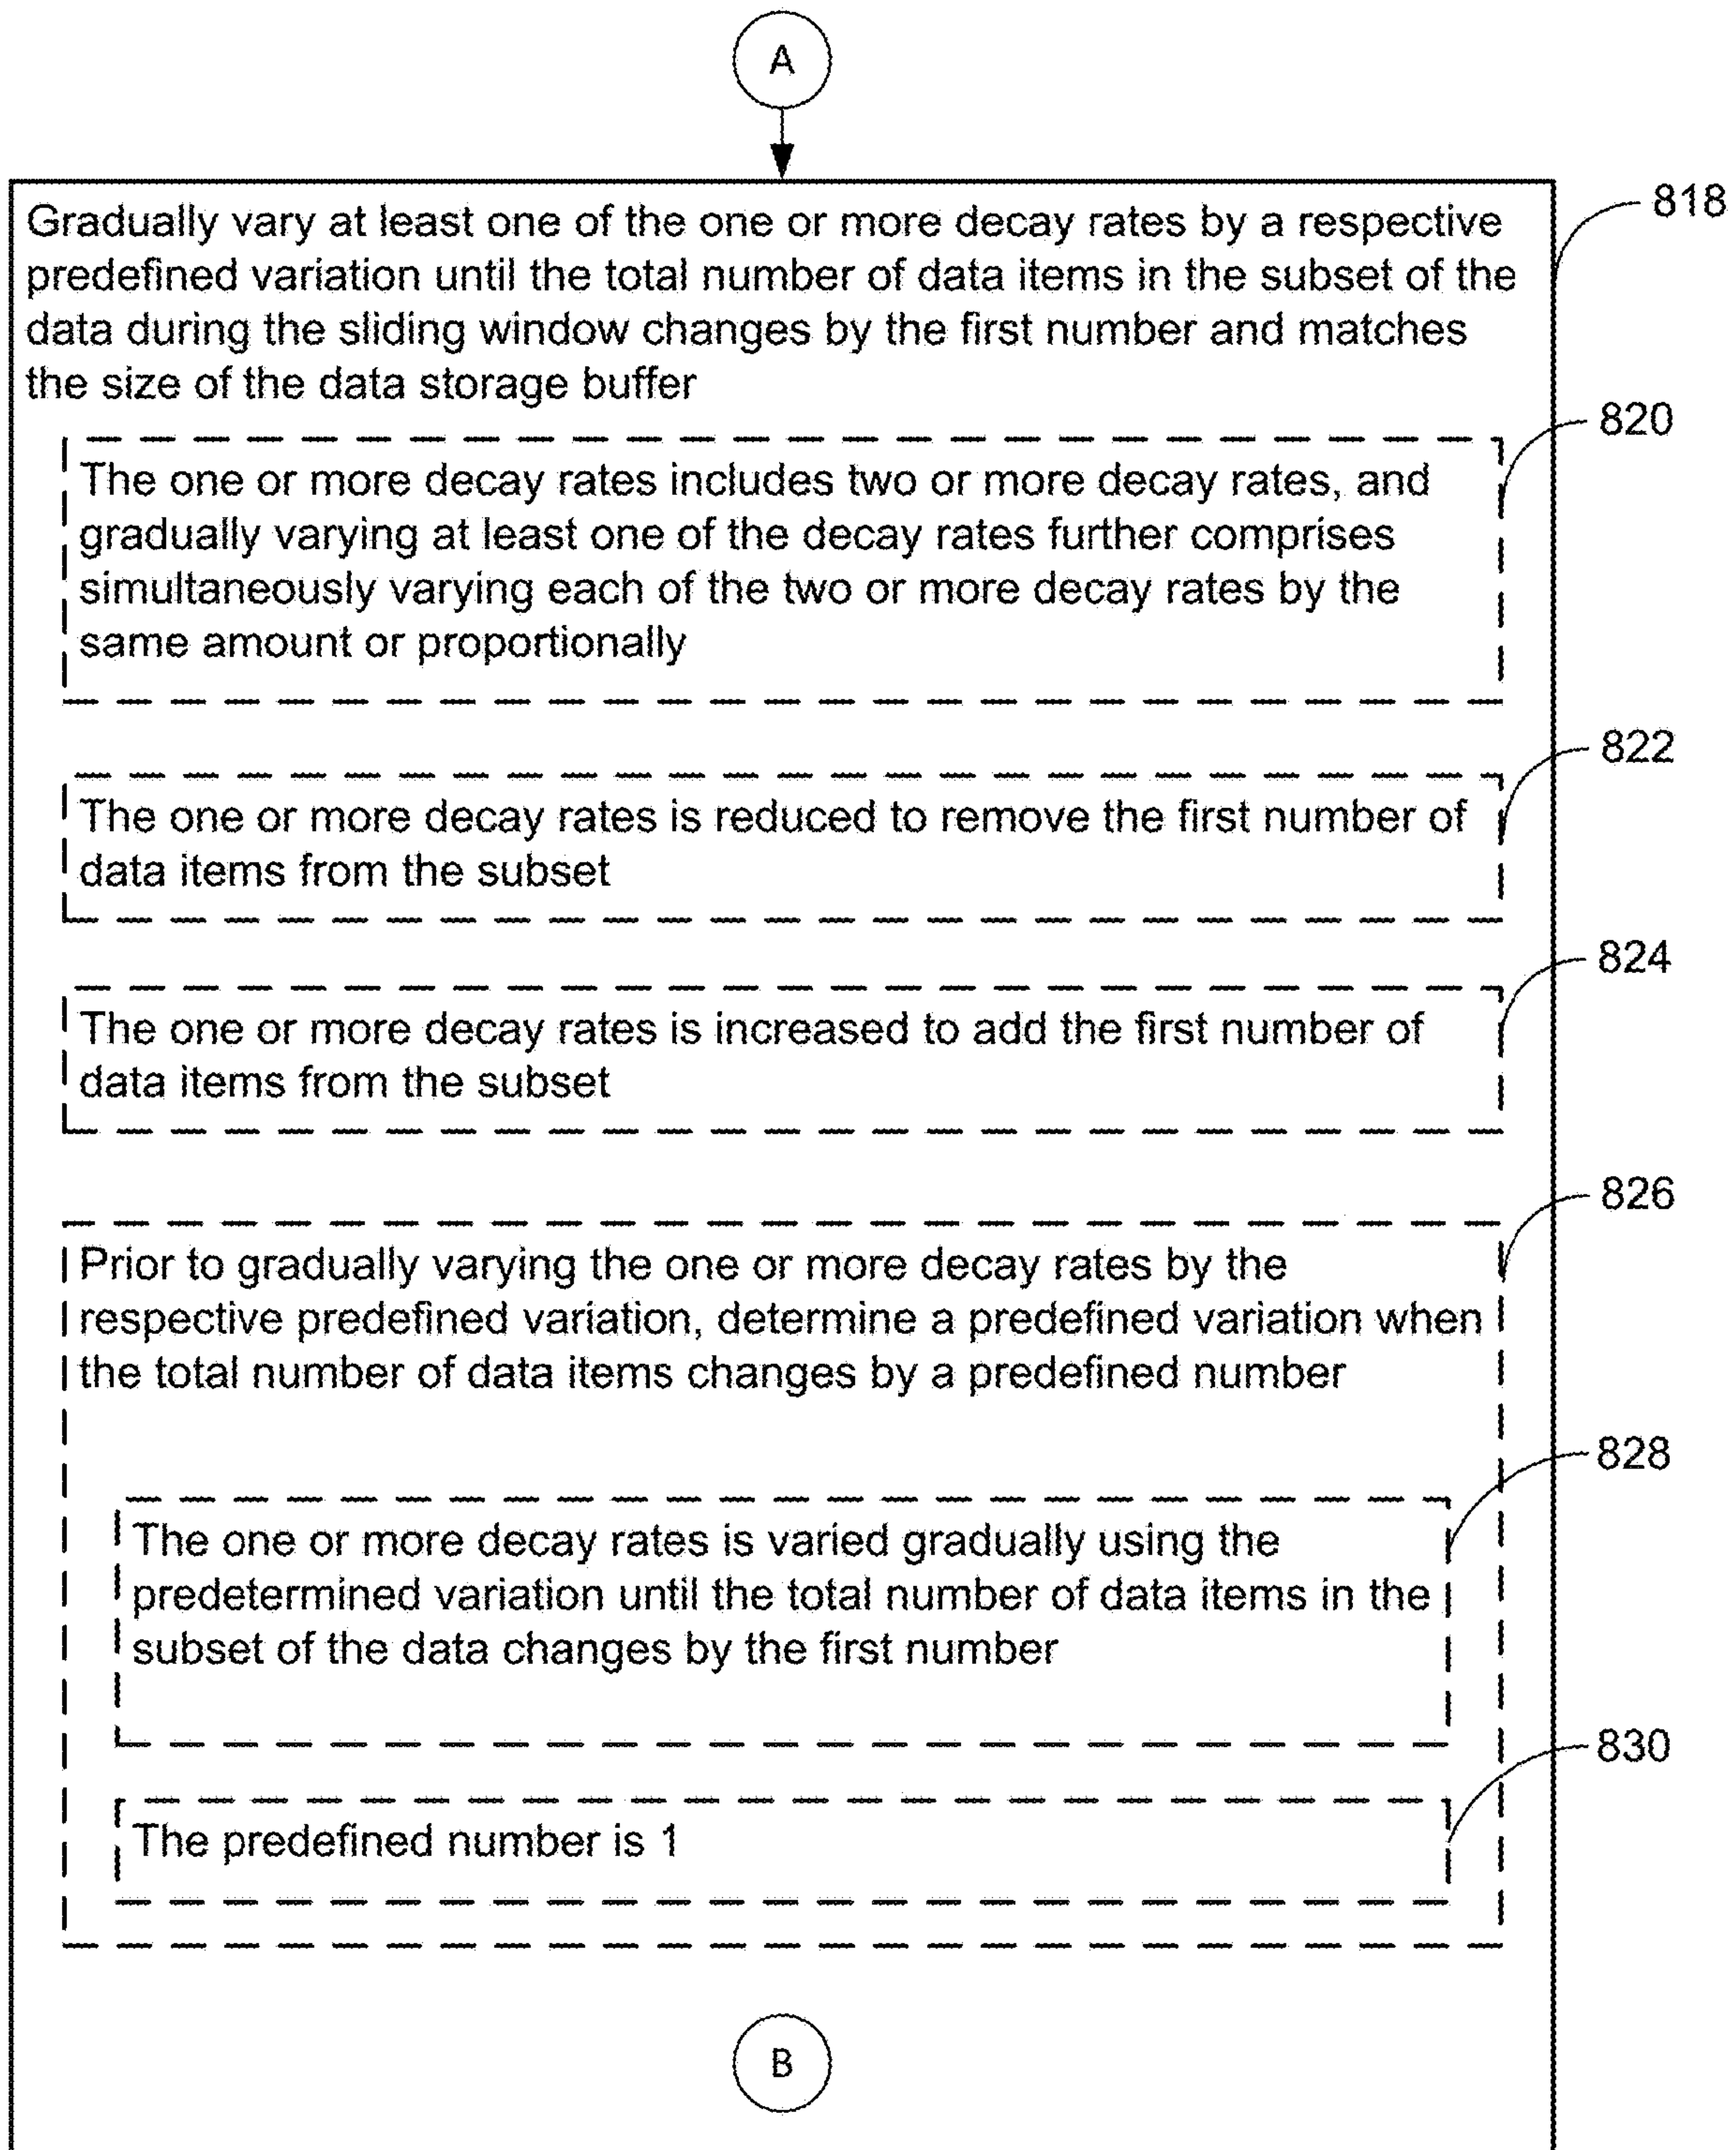 A
818
Gradually vary at least one of the one or more decay rates by a respective
predefined variation until the total number of data items in the subset of the
data during the sliding window changes by the first number and matches
the size of the data storage buffer
820
The one or more decay rates includes two or more decay rates, and
gradually varying at least one of the decay rates further comprises
simultaneously varying each of the two or more decay rates by the
same amount or proportionally
822
The one or more decay rates is reduced to remove the first number of
data items from the subset
824
The one or more decay rates is increased to add the first number of
data items from the subset
826
Prior to gradually varying the one or more decay rates by the
respective predefined variation, determine a predefined variation when
the total number of data items changes by a predefined number
828
The one or more decay rates is varied gradually using the
predetermined variation until the total number of data items in the
subset of the data changes by the first number
830
The predefined number is 1
B